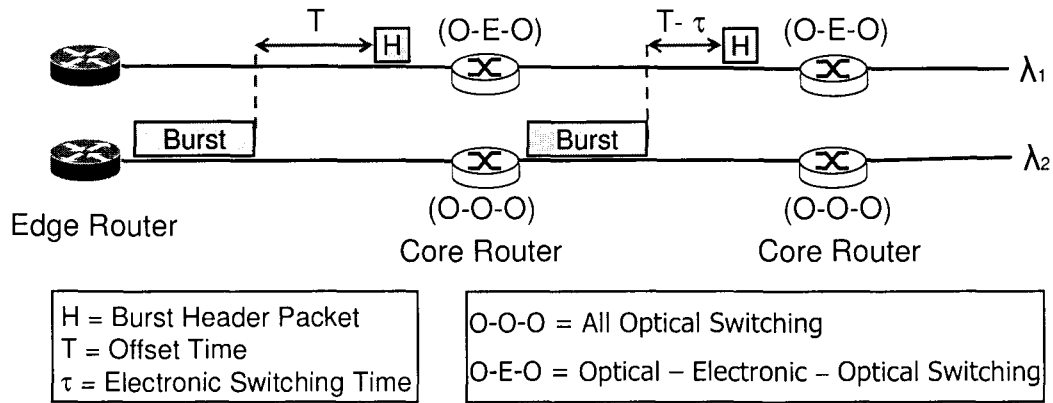 T
H
(O-E-O)
T- τ
H
(O-E-O)
λ1
Burst
Burst
λ2
Edge Router
(O-O-O)
Core Router
(O-O-O)
Core Router
H = Burst Header Packet
T = Offset Time
τ = Electronic Switching Time
O-O-O = All Optical Switching
O-E-O = Optical – Electronic – Optical Switching